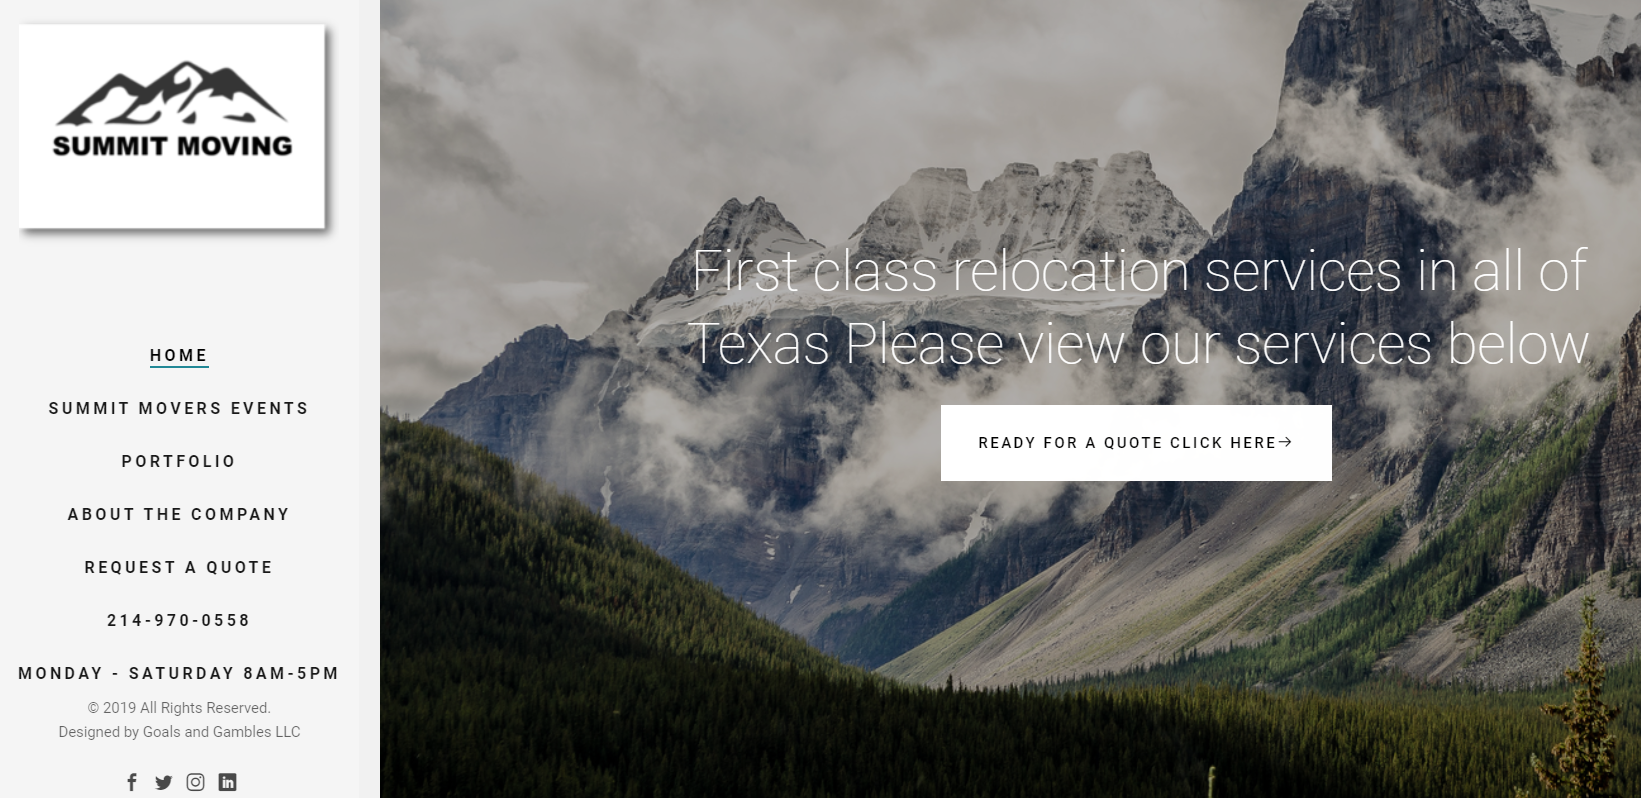 SUMMIT MOVING
HOME
SUMMIT MOVERS EVENTS
PORTFOLIO
ABOUT THE COMPANY
REQUEST A QUOTE
214-970-0558
MONDAY - SATURDAY 8AM-5PM
© 2019 All Rights Reserved.
Designed by Goals and Gambles LLC
First class relocation services in all of
Texas Please view our services below
READY FOR A QUOTE CLICK HERE→